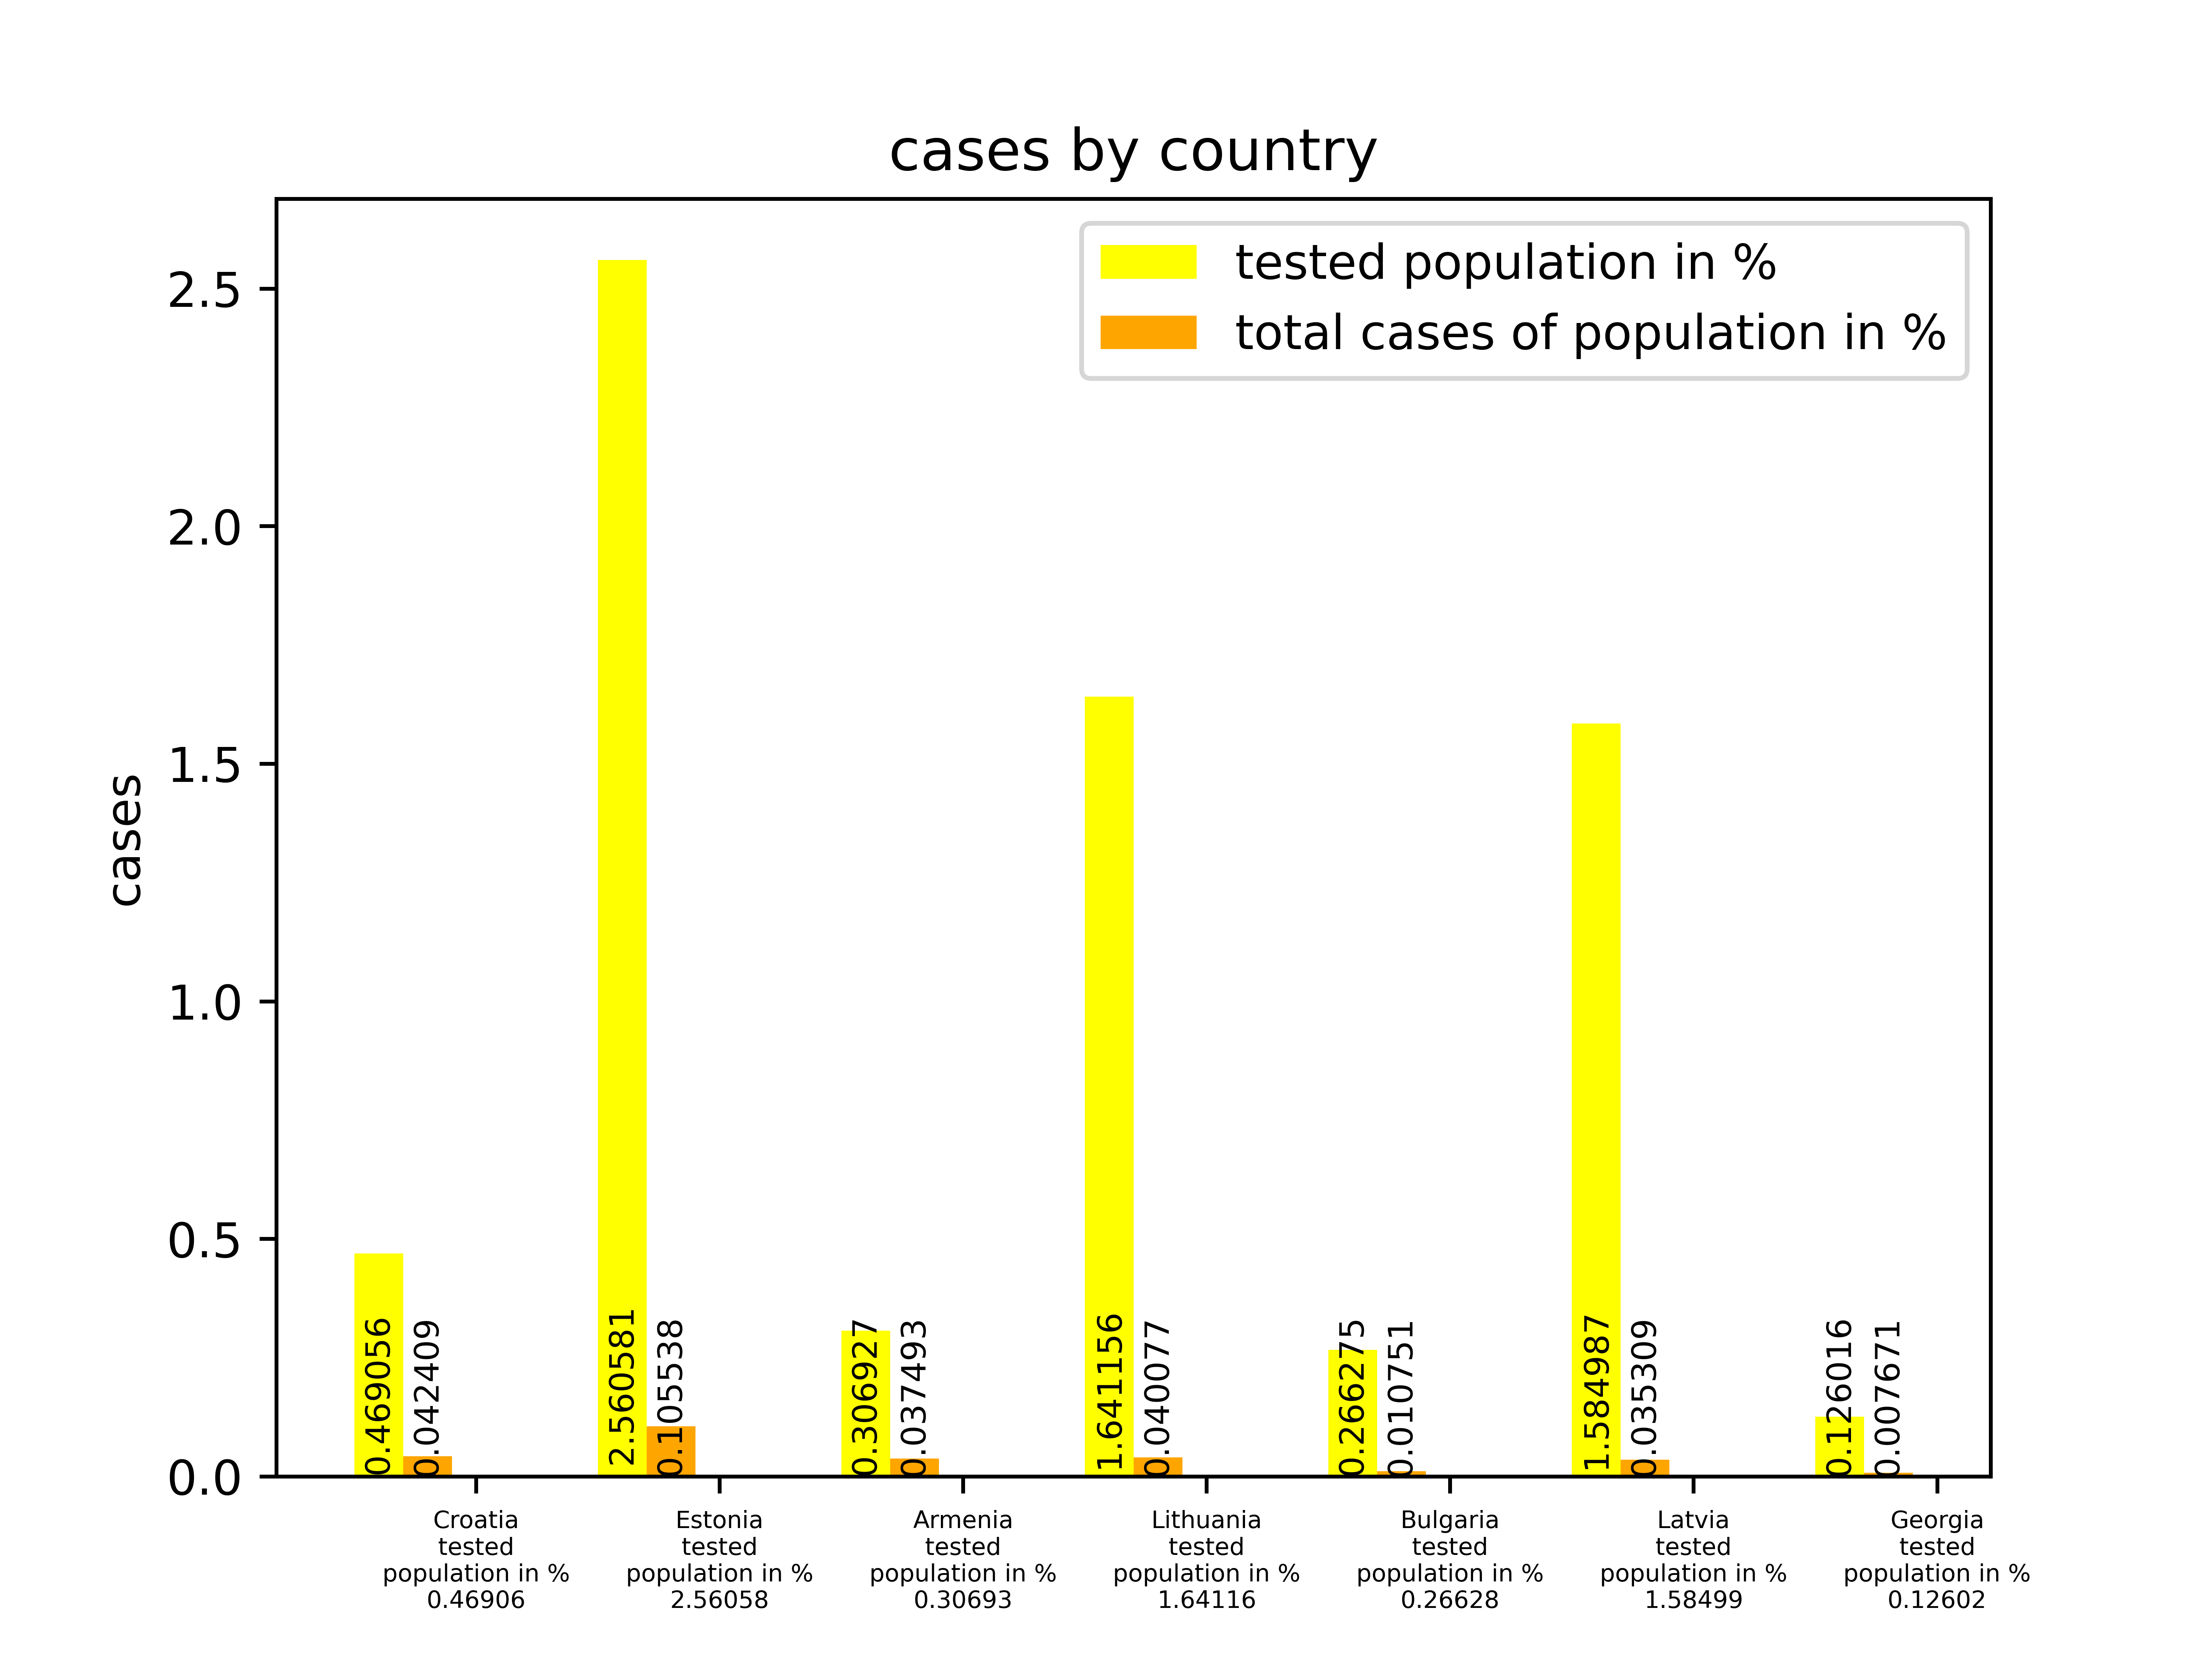 cases by country
tested population in %
total cases of population in %
2.5
2.0
1.5
1.0
0.5
0.0
cases
0.469056
0.042409
2.560581
0.105538
0.306927
0.037493
1.641156
0.040077
0.266275
0.010751
1.584987
0.035309
0.126016
0.007671
Croatia
tested
population in %
0.46906
Estonia
tested
population in %
2.56058
Armenia
tested
population in %
0.30693
Lithuania
tested
population in %
1.64116
Bulgaria
tested
population in %
0.26628
Latvia
tested
population in %
1.58499
Georgia
tested
population in %
0.12602